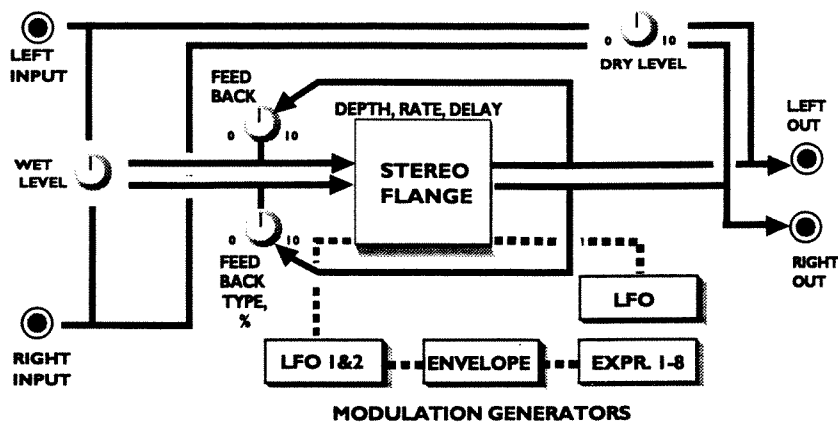 LEFT
INPUT
0 10
DRY LEVEL
FEED
BACK
0 10
DEPTH, RATE, DELAY
LEFT
OUT
WET
LEVEL
STEREO
FLANGE
0 10
FEED
BACK
TYPE,
%
RIGHT
OUT
LFO
RIGHT
INPUT
LFO 1&2
ENVELOPE
EXPR. 1-8
MODULATION GENERATORS